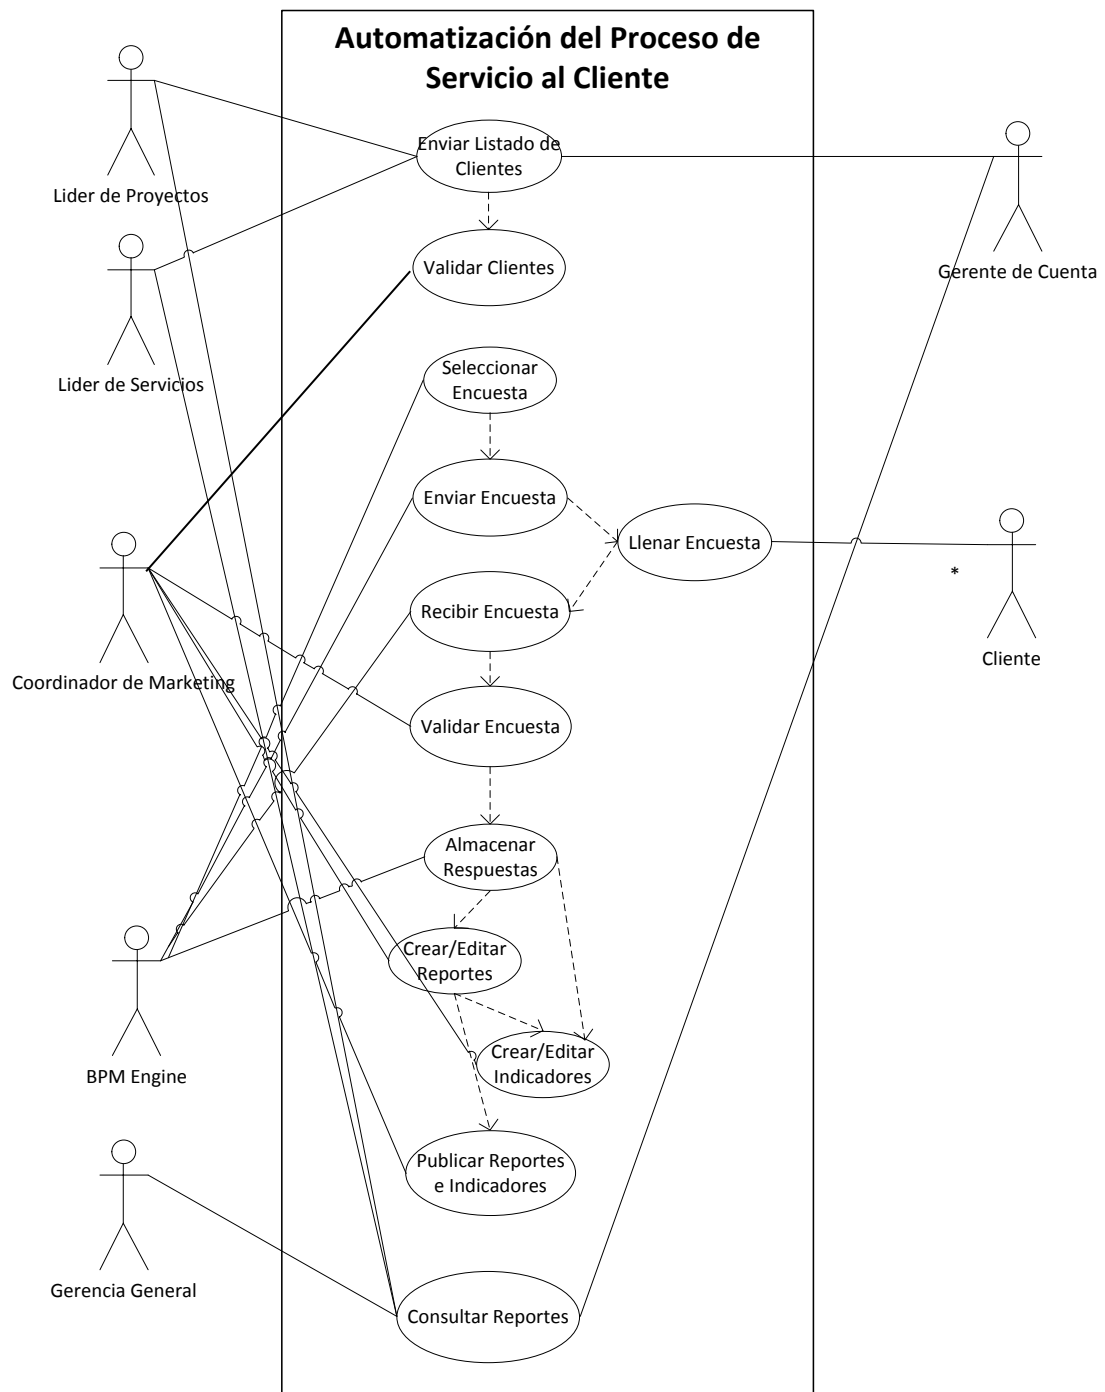 Automatización del Proceso de
Servicio al Cliente
Enviar Listado de
Clientes
Lider de Proyectos
Validar Clientes
Gerente de Cuenta
Lider de Servicios
Seleccionar
Encuesta
Enviar Encuesta
Llenar Encuesta
*
Recibir Encuesta
Cliente
Coordinador de Marketing
Validar Encuesta
Almacenar
Respuestas
Crear/Editar
Reportes
Crear/Editar
Indicadores
BPM Engine
Publicar Reportes
e Indicadores
Gerencia General
Consultar Reportes